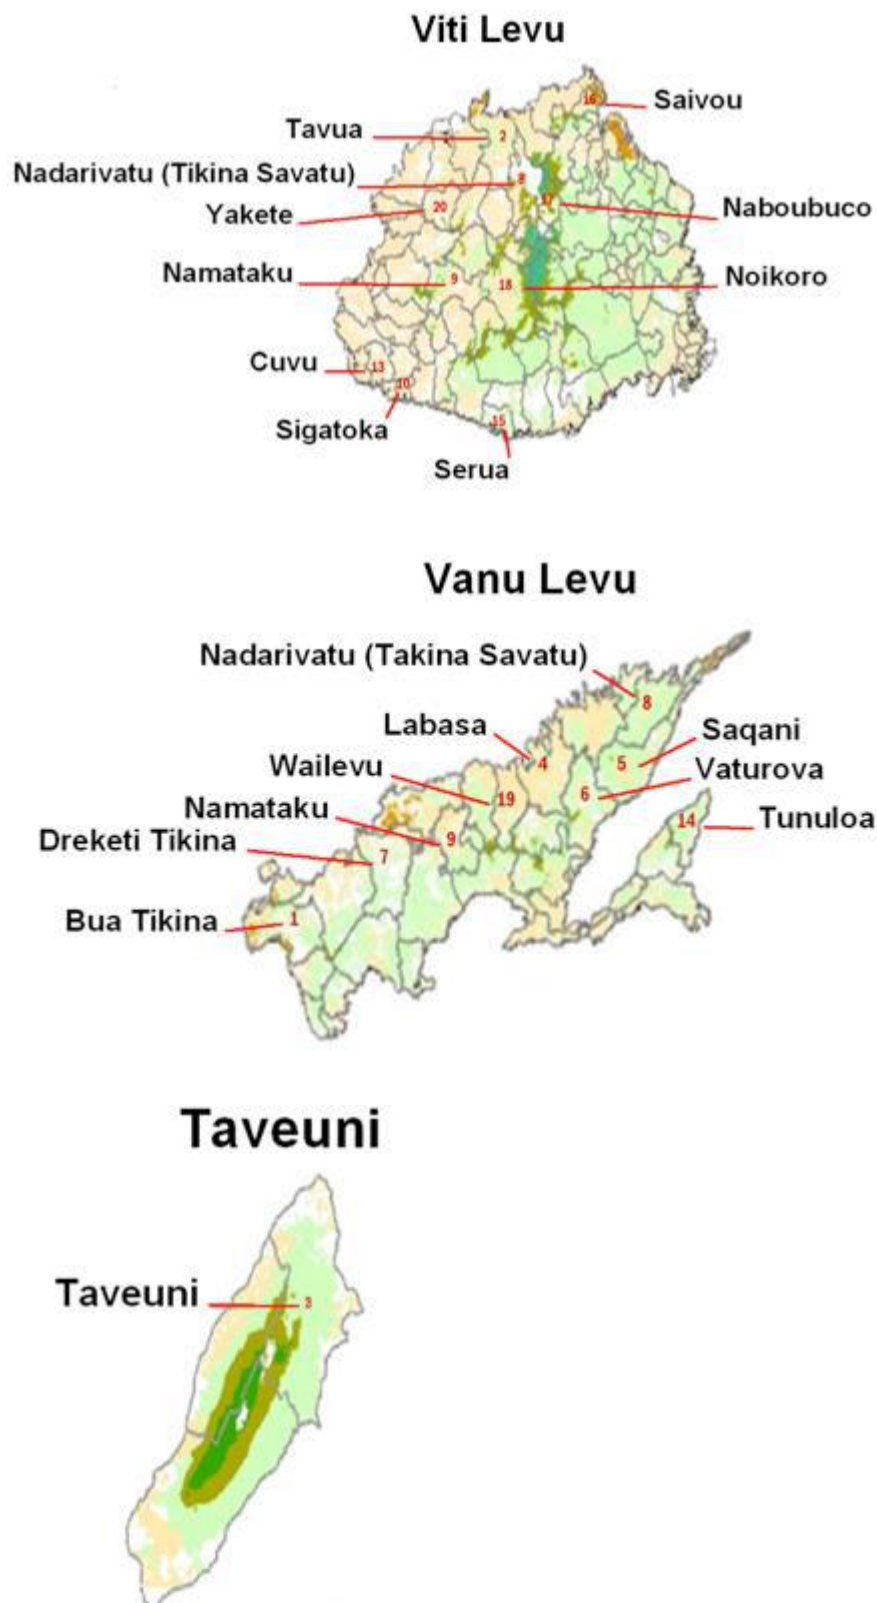 Viti Levu
16 Saivou
Tavua 2
Nadarivatu (Tikina Savatu) 8
17 Naboubuco
Yakete 20
Namataku 9
18 Noikoro
Cuvu 13
10
Sigatoka
15
Serua
Vanu Levu
Nadarivatu (Takina Savatu)
8
Labasa
4
Saqani
5
Wailevu
19
Vaturova
6
Namataku
9
14 Tunuloa
Dreketi Tikina
7
Bua Tikina 1
Taveuni
Taveuni 3